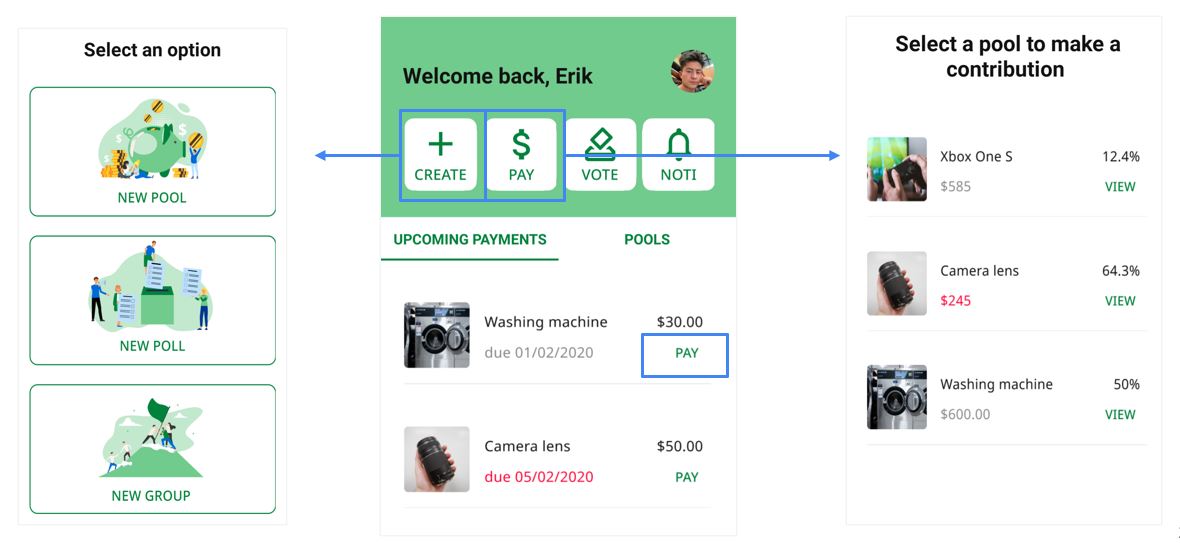 Select an option
NEW POOL
NEW POLL
NEW GROUP
Welcome back, Erik
CREATE
PAY
VOTE
NOTI
UPCOMING PAYMENTS
POOLS
Washing machine
$30.00
due 01/02/2020
PAY
Camera lens
$50.00
due 05/02/2020
PAY
Select a pool to make a
contribution
Xbox One S
12.4%
$585
VIEW
Camera lens
64.3%
$245
VIEW
Washing machine
50%
$600.00
VIEW